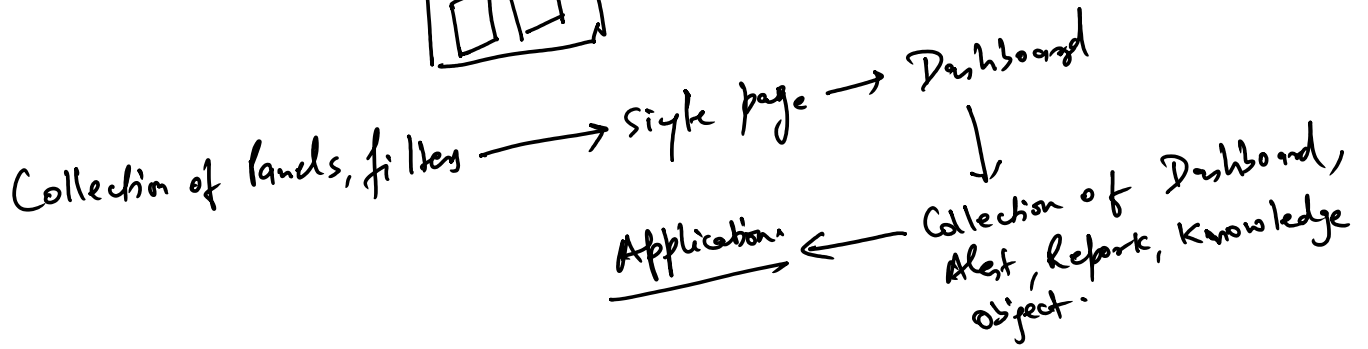 Collection of Panels, filters → Single page → Dashboard
Collection of Dashboard,
Alert, Report, Knowledge
object.
Application.